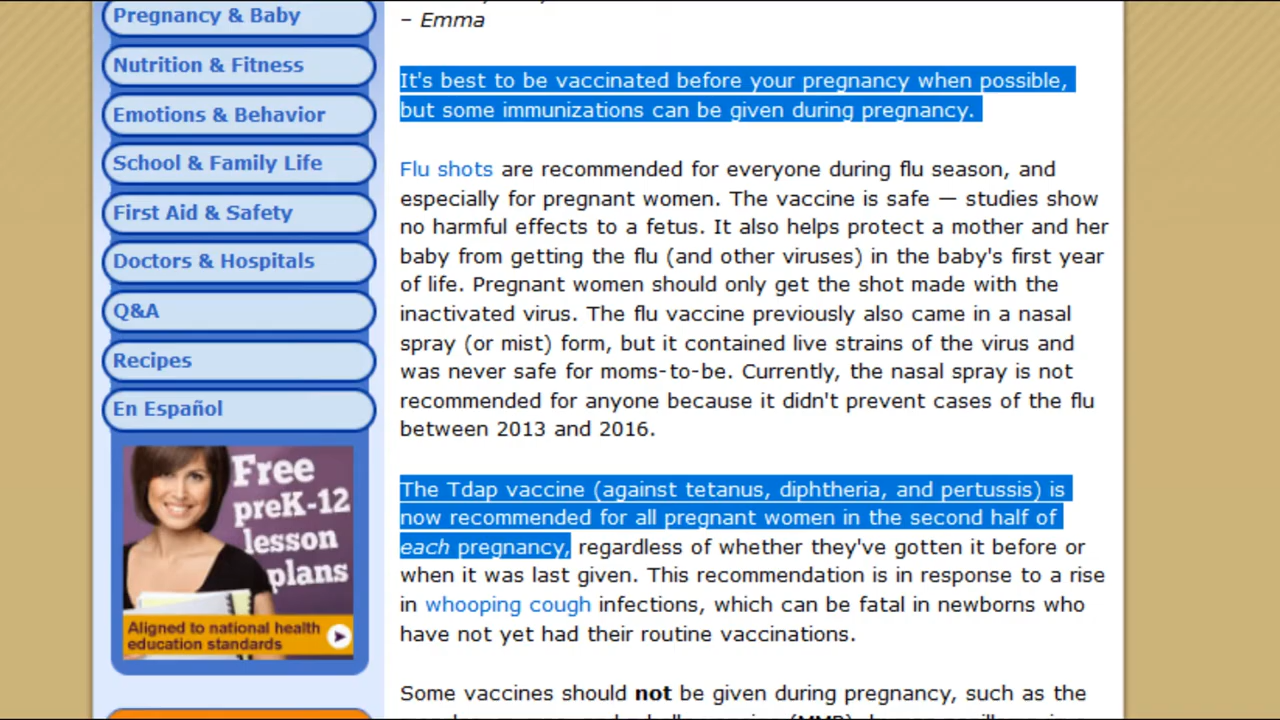 Pregnancy & Baby
Nutrition & Fitness
Emotions & Behavior
School & Family Life
First Aid & Safety
Doctors & Hospitals
Q&A
Recipes
En Español
Free
preK-12
lesson
plans
Aligned to national health
education standards
– Emma
It's best to be vaccinated before your pregnancy when possible,
but some immunizations can be given during pregnancy.
Flu shots are recommended for everyone during flu season, and
especially for pregnant women. The vaccine is safe — studies show
no harmful effects to a fetus. It also helps protect a mother and her
baby from getting the flu (and other viruses) in the baby's first year
of life. Pregnant women should only get the shot made with the
inactivated virus. The flu vaccine previously also came in a nasal
spray (or mist) form, but it contained live strains of the virus and
was never safe for moms-to-be. Currently, the nasal spray is not
recommended for anyone because it didn't prevent cases of the flu
between 2013 and 2016.
The Tdap vaccine (against tetanus, diphtheria, and pertussis) is
now recommended for all pregnant women in the second half of
each pregnancy, regardless of whether they've gotten it before or
when it was last given. This recommendation is in response to a rise
in whooping cough infections, which can be fatal in newborns who
have not yet had their routine vaccinations.
Some vaccines should not be given during pregnancy, such as the
(MMR)